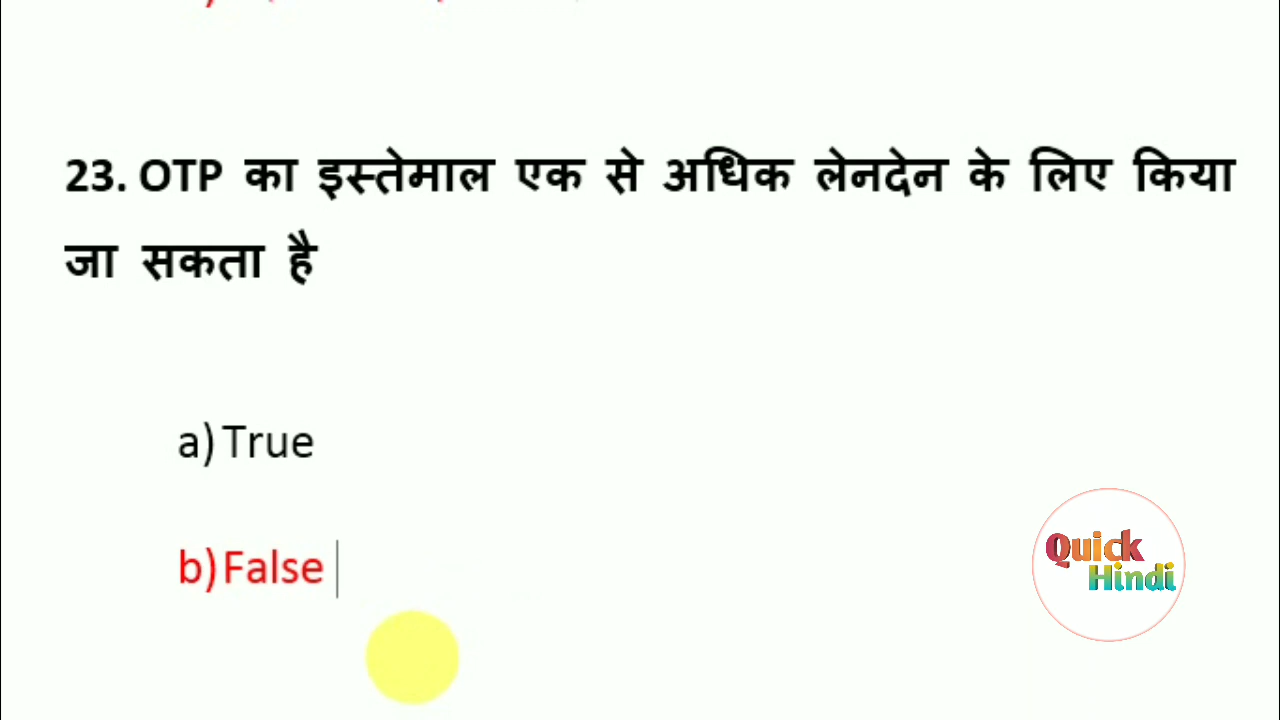 23. OTP का इस्तेमाल एक से अधिक लेनदेन के लिए किया
जा सकता है
a) True
b) False
Quick
Hindi